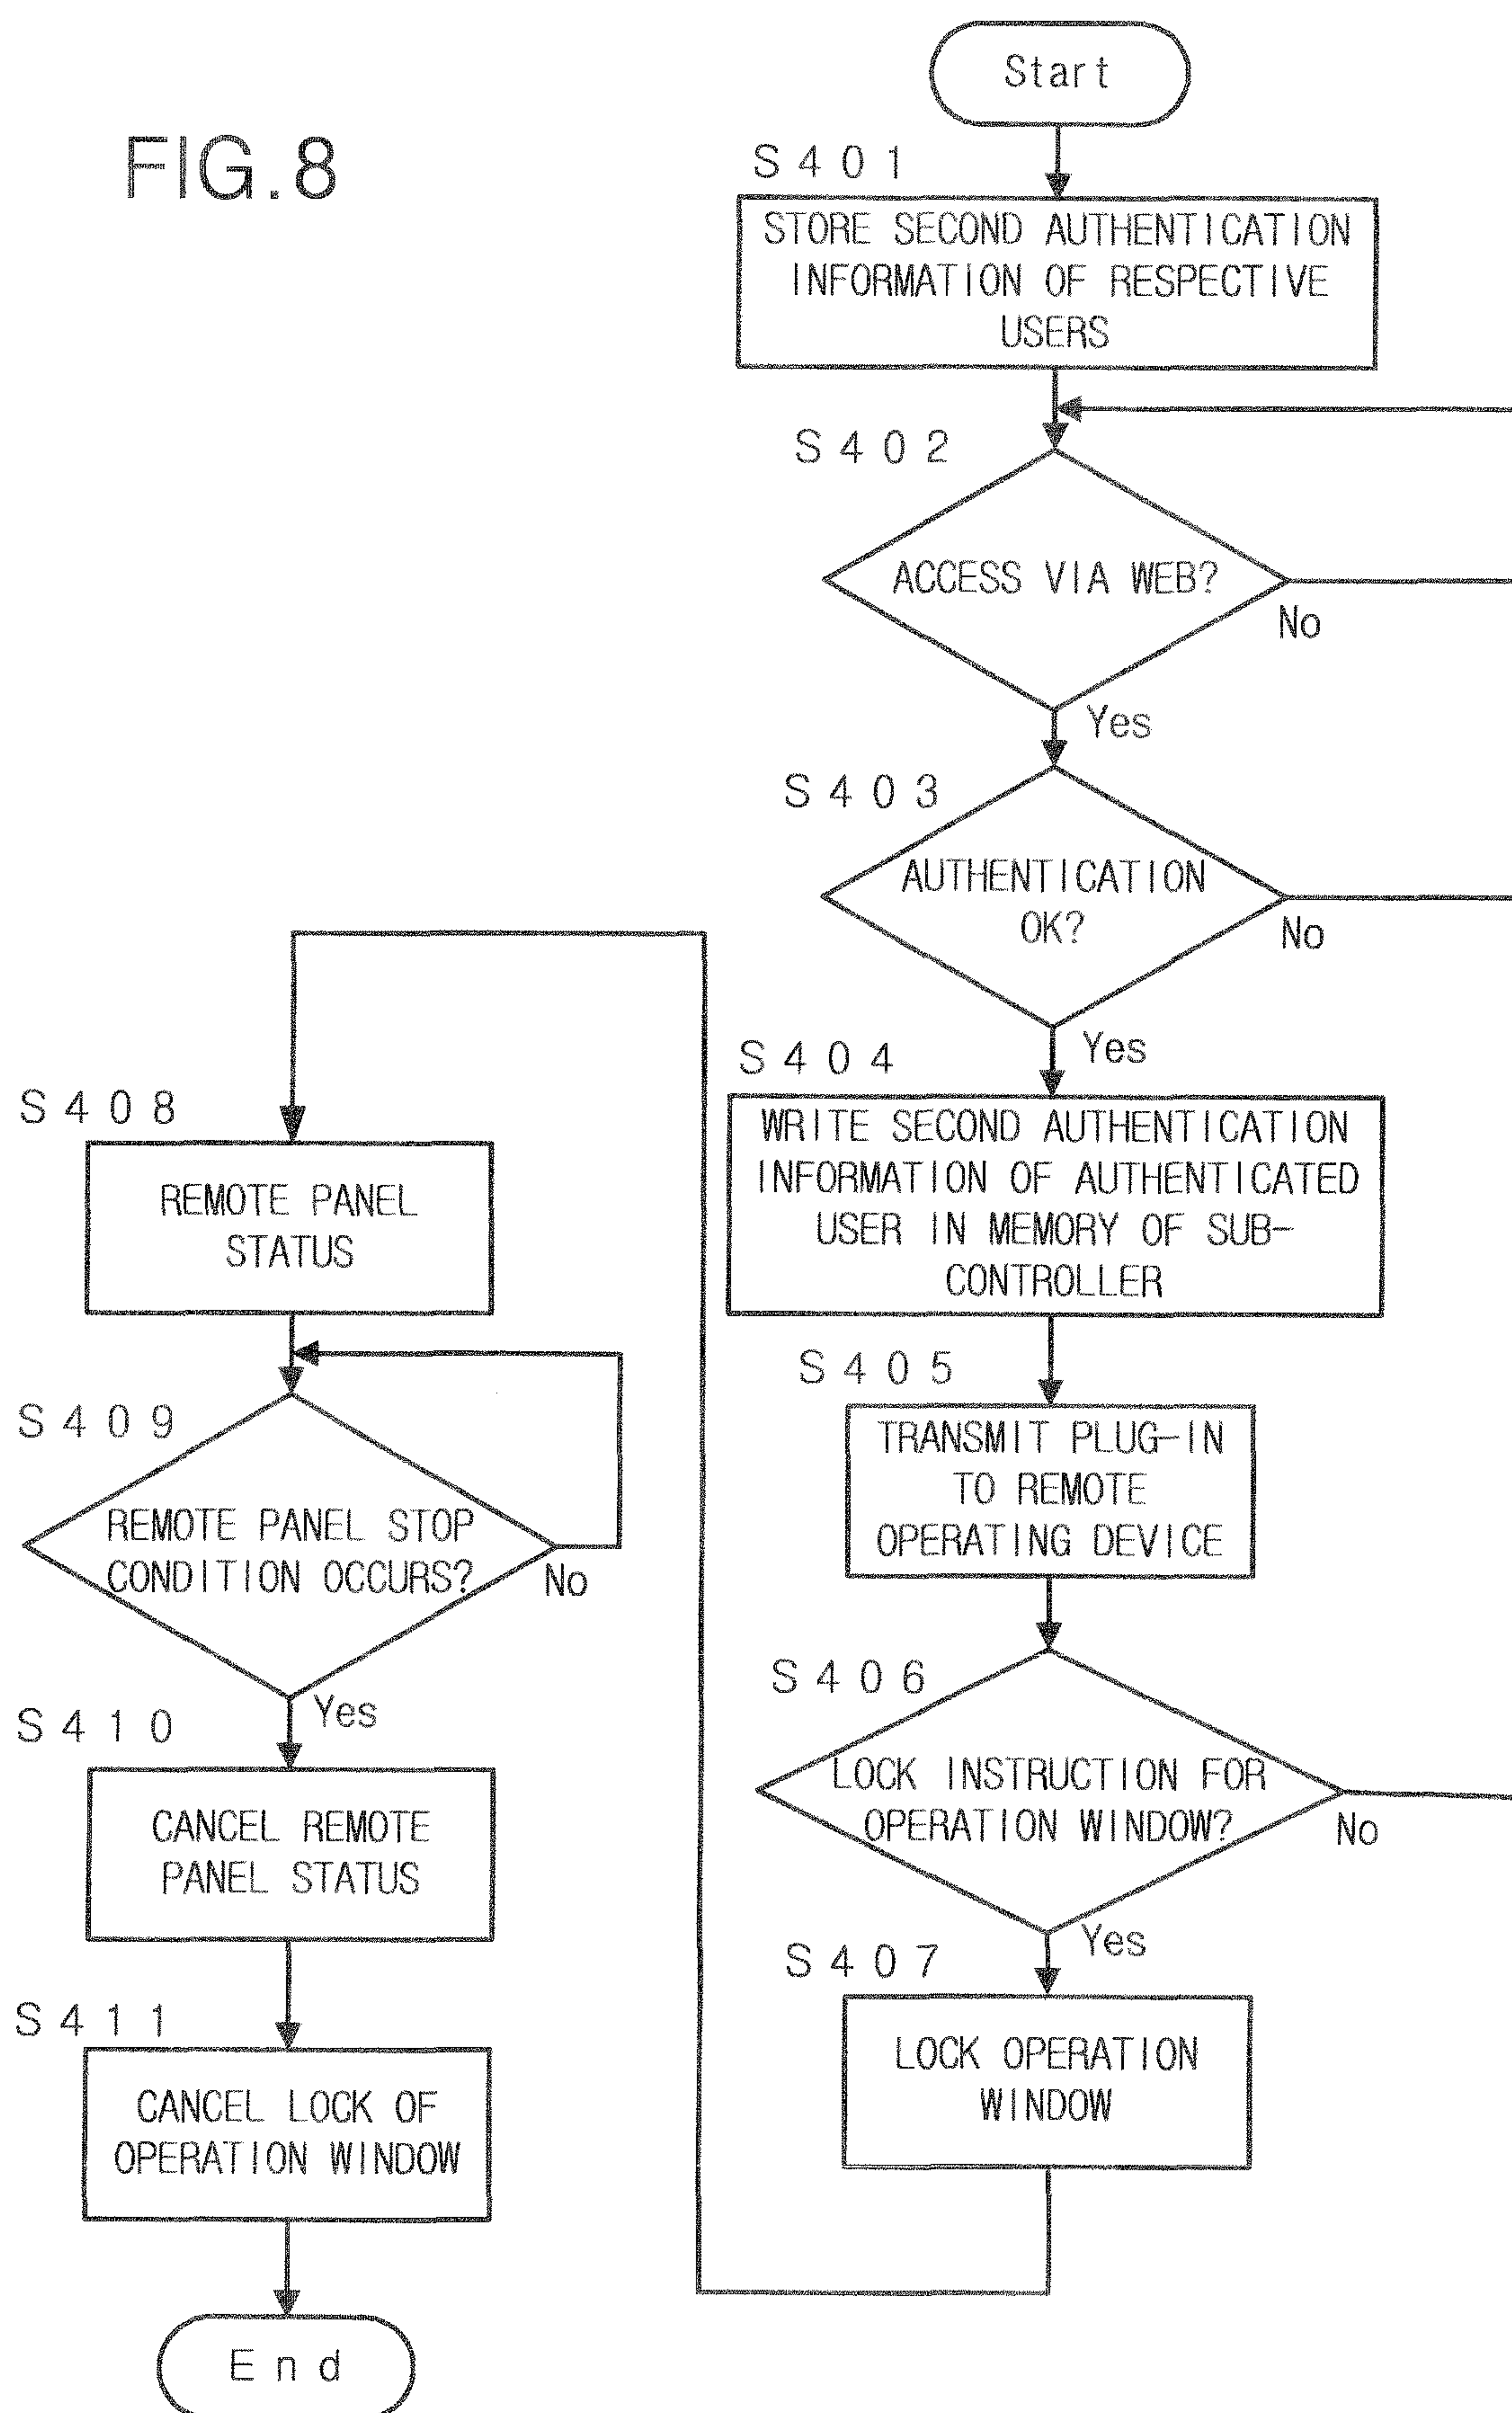 FIG.8
Start
S401
STORE SECOND AUTHENTICATION
INFORMATION OF RESPECTIVE
USERS
S402
ACCESS VIA WEB?
No
Yes
S403
AUTHENTICATION
OK?
No
Yes
S404
WRITE SECOND AUTHENTICATION
INFORMATION OF AUTHENTICATED
USER IN MEMORY OF SUB-
CONTROLLER
S405
TRANSMIT PLUG-IN
TO REMOTE
OPERATING DEVICE
S406
LOCK INSTRUCTION FOR
OPERATION WINDOW?
No
Yes
S407
LOCK OPERATION
WINDOW
S408
REMOTE PANEL
STATUS
S409
REMOTE PANEL STOP
CONDITION OCCURS?
No
Yes
S410
CANCEL REMOTE
PANEL STATUS
S411
CANCEL LOCK OF
OPERATION WINDOW
End